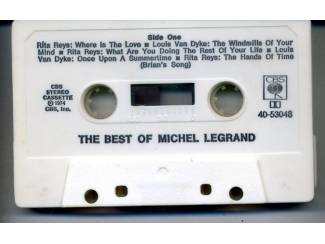 Side One
Rita Reys: Where Is The Love ■ Louis Van Dyke: The Windmills Of Your
Mind ■ Rita Reys: What Are You Doing The Rest Of Your Life ■ Louis
Van Dyke: Once Upon A Summertime ■ Rita Reys: The Hands Of Time
(Brian's Song)
CBS
STEREO
CASSETTE
Ⓟ 1974
CBS, Inc.
CBS
40-53048
THE BEST OF MICHEL LEGRAND